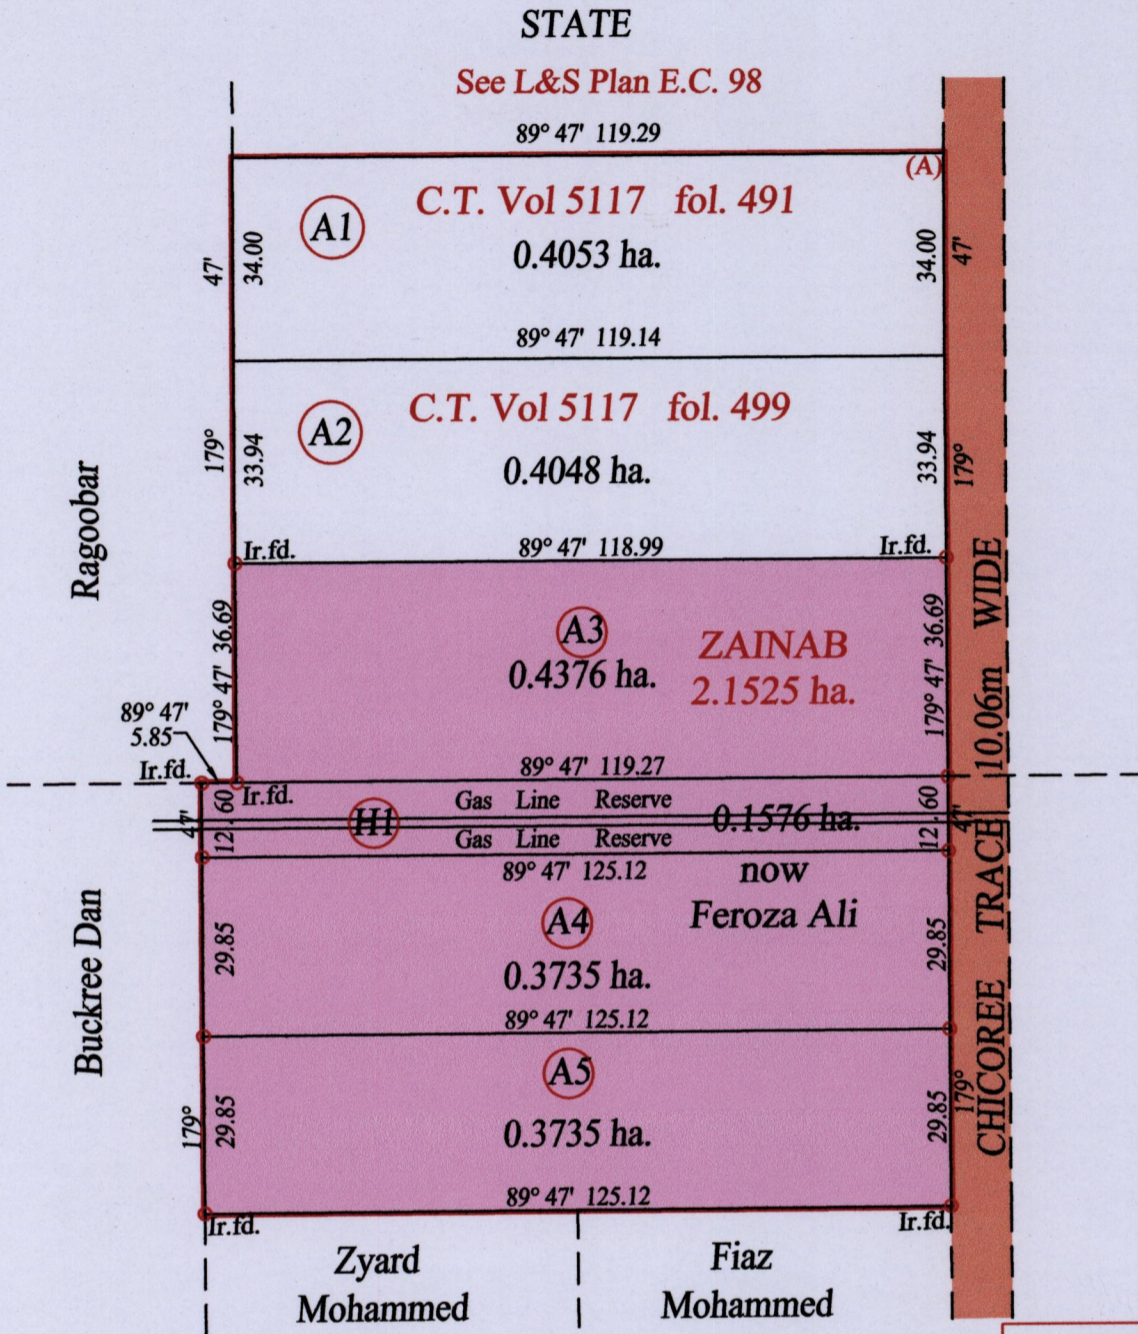 STATE
See L&S Plan E.C. 98
89° 47' 119.29
(A)
A1
C.T. Vol 5117 fol. 491
0.4053 ha.
47'
34.00
34.00
47'
89° 47' 119.14
A2
C.T. Vol 5117 fol. 499
0.4048 ha.
179°
33.94
33.94
179°
Ragoobar
Ir.fd.
89° 47' 118.99
Ir.fd.
A3
0.4376 ha.
ZAINAB
2.1525 ha.
179° 47' 36.69
179° 47' 36.69
89° 47'
5.85
Ir.fd.
89° 47' 119.27
Ir.fd.
47'
12.60
H1
Gas Line Reserve
0.1576 ha.
Gas Line Reserve
12.60
47'
89° 47' 125.12
now
Feroza Ali
A4
0.3735 ha.
29.85
29.85
89° 47' 125.12
Buckree Dan
A5
0.3735 ha.
179°
29.85
29.85
179°
89° 47' 125.12
Ir.fd.
Ir.fd.
CHICOREE TRACE 10.06m WIDE
Zyard
Mohammed
Fiaz
Mohammed